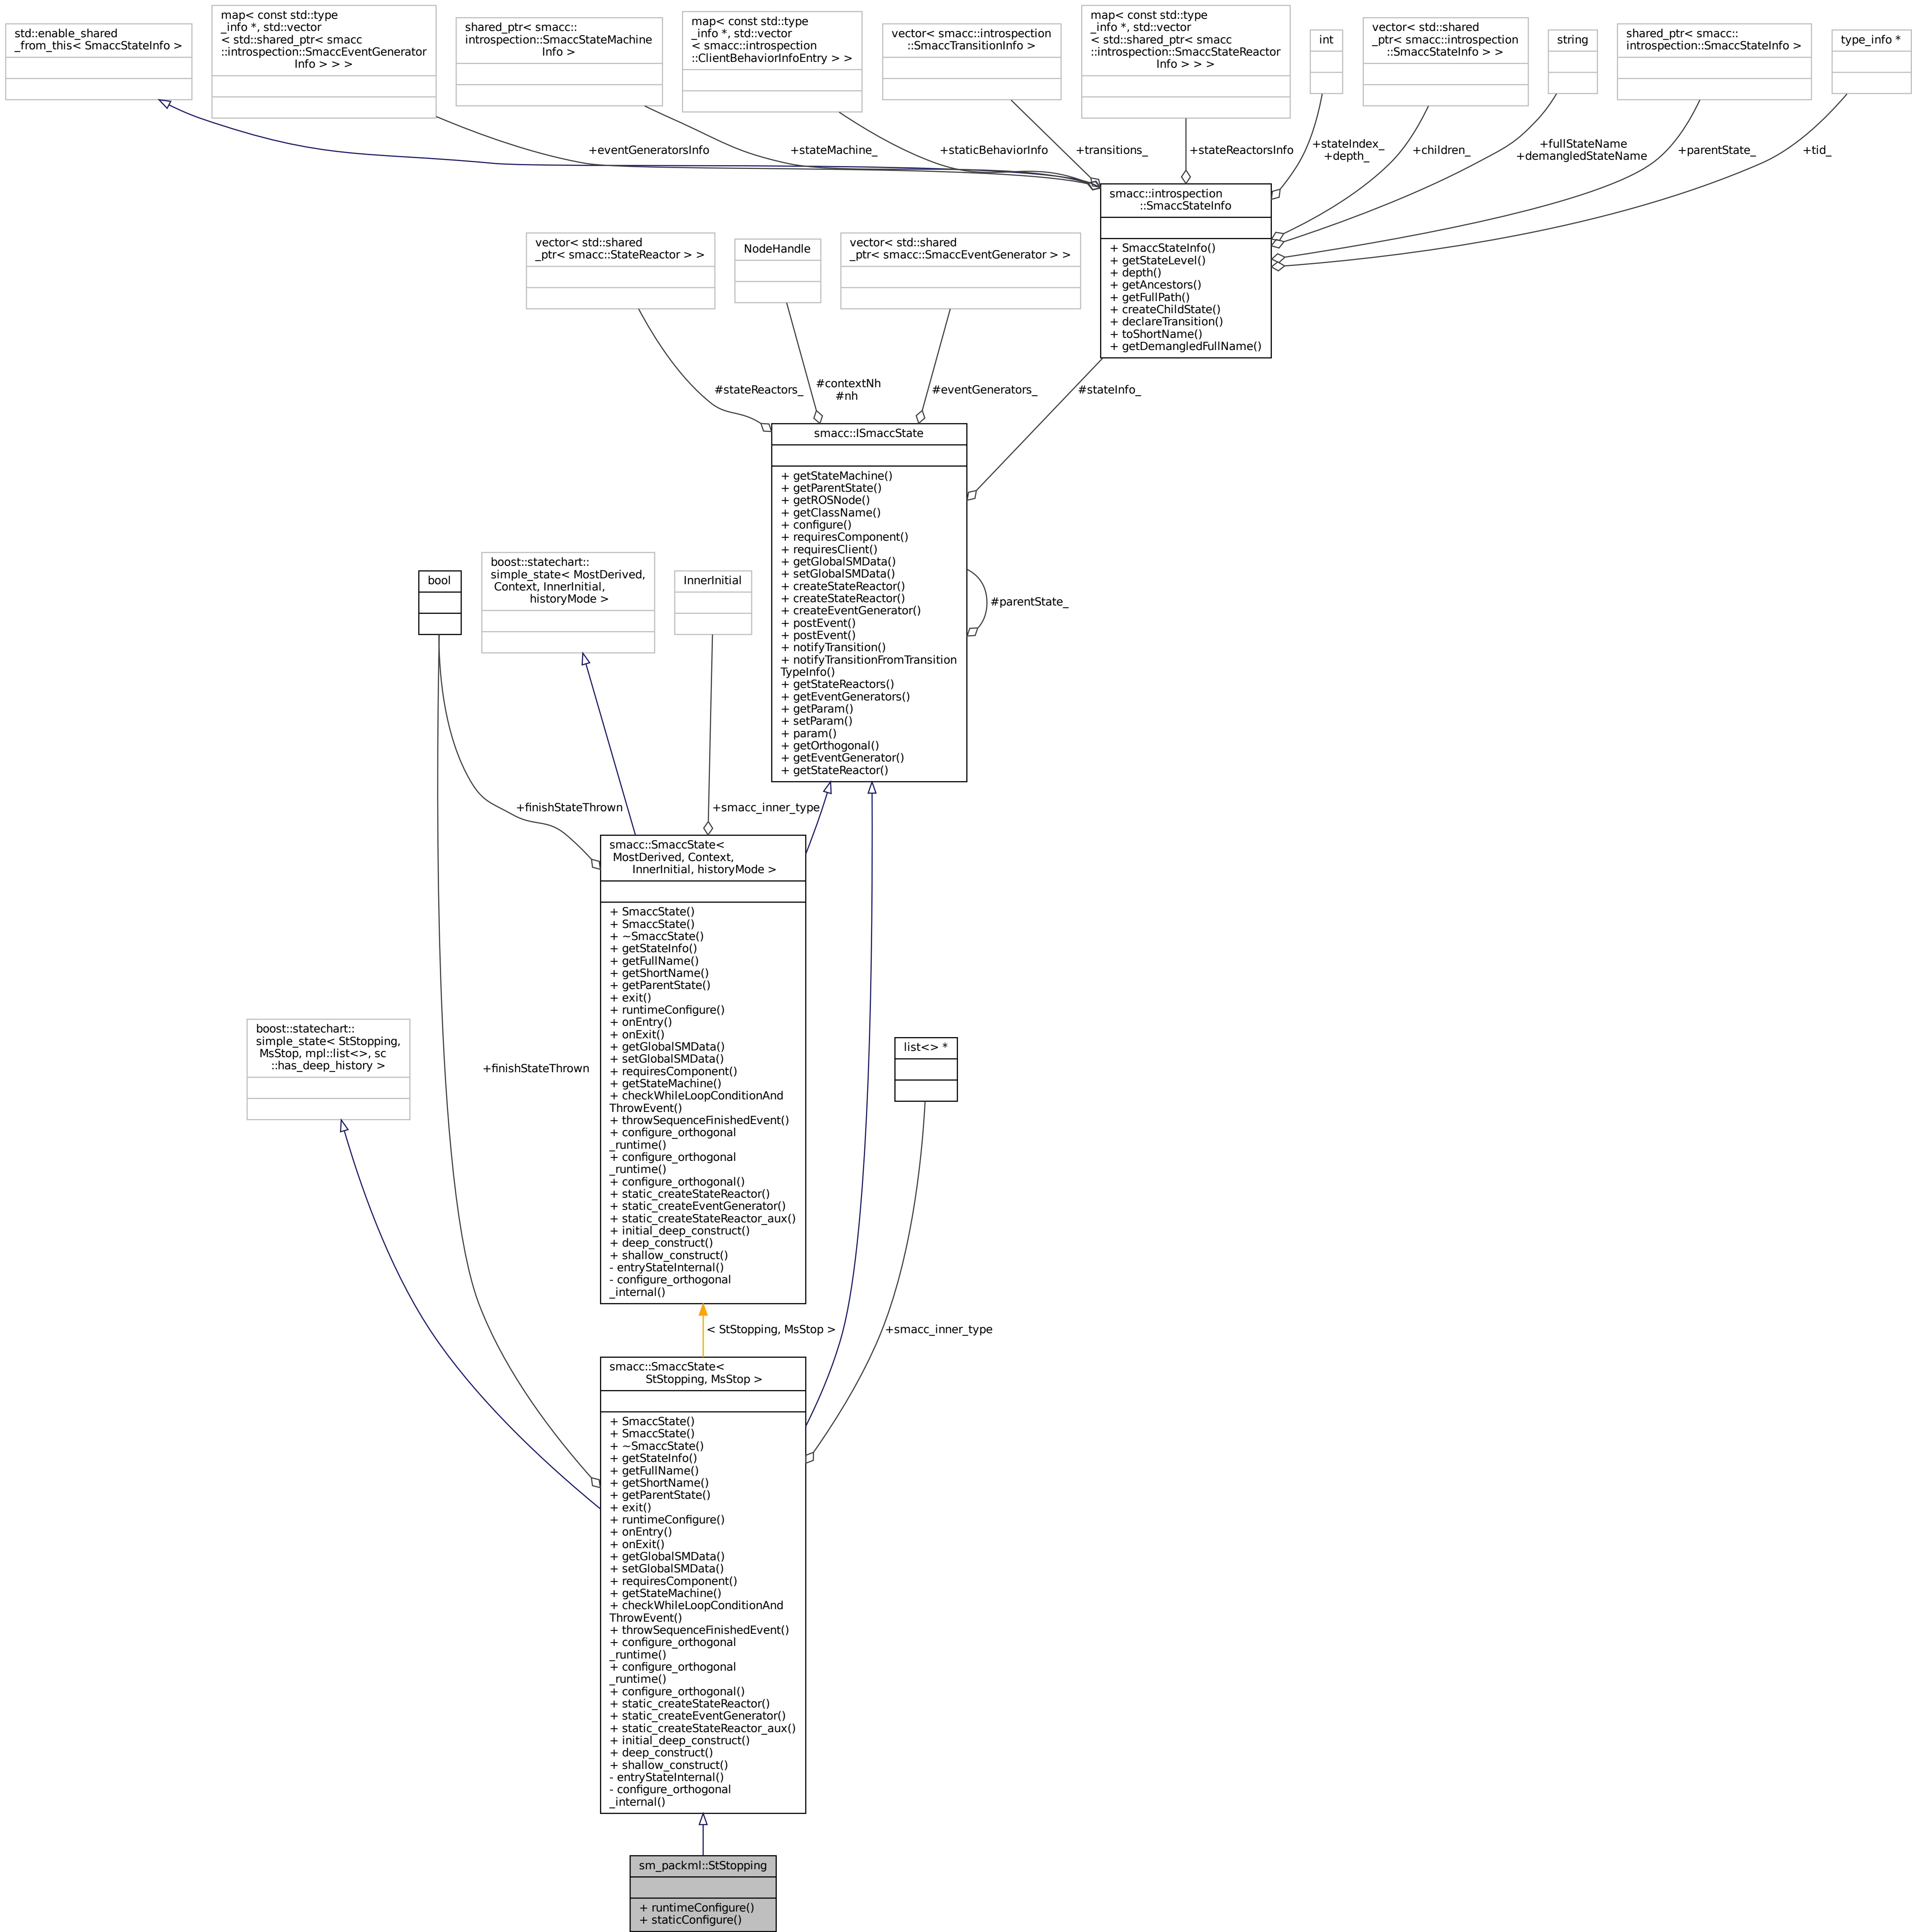 std::enable_shared
_from_this< SmaccStateInfo >
map< const std::type
_info *, std::vector
< std::shared_ptr< smacc
::introspection::SmaccEventGenerator
Info > > >
shared_ptr< smacc::
introspection::SmaccStateMachine
Info >
map< const std::type
_info *, std::vector
< smacc::introspection
::ClientBehaviorInfoEntry > >
vector< smacc::introspection
::SmaccTransitionInfo >
map< const std::type
_info *, std::vector
< std::shared_ptr< smacc
::introspection::SmaccStateReactor
Info > > >
int
vector< std::shared
_ptr< smacc::introspection
::SmaccStateInfo > >
string
shared_ptr< smacc::
introspection::SmaccStateInfo >
type_info *
+eventGeneratorsInfo
+stateMachine_
+staticBehaviorInfo
+transitions_
+stateReactorsInfo
+stateIndex_
+depth_
+children_
+fullStateName
+demangledStateName
+parentState_
+tid_
smacc::introspection
::SmaccStateInfo
+ SmaccStateInfo()
+ getStateLevel()
+ depth()
+ getAncestors()
+ getFullPath()
+ createChildState()
+ declareTransition()
+ toShortName()
+ getDemangledFullName()
vector< std::shared
_ptr< smacc::StateReactor > >
NodeHandle
vector< std::shared
_ptr< smacc::SmaccEventGenerator > >
#stateReactors_
#contextNh
#nh
#eventGenerators_
#stateInfo_
smacc::ISmaccState
+ getStateMachine()
+ getParentState()
+ getROSNode()
+ getClassName()
+ configure()
+ requiresComponent()
+ requiresClient()
+ getGlobalSMData()
+ setGlobalSMData()
+ createStateReactor()
+ createStateReactor()
+ createEventGenerator()
+ postEvent()
+ postEvent()
+ notifyTransition()
+ notifyTransitionFromTransition
TypeInfo()
+ getStateReactors()
+ getEventGenerators()
+ getParam()
+ setParam()
+ param()
+ getOrthogonal()
+ getEventGenerator()
+ getStateReactor()
#parentState_
bool
boost::statechart::
simple_state< MostDerived,
Context, InnerInitial,
historyMode >
InnerInitial
+finishStateThrown
+smacc_inner_type
smacc::SmaccState<
MostDerived, Context,
InnerInitial, historyMode >
+ SmaccState()
+ SmaccState()
+ ~SmaccState()
+ getStateInfo()
+ getFullName()
+ getShortName()
+ getParentState()
+ exit()
+ runtimeConfigure()
+ onEntry()
+ onExit()
+ getGlobalSMData()
+ setGlobalSMData()
+ requiresComponent()
+ getStateMachine()
+ checkWhileLoopConditionAnd
ThrowEvent()
+ throwSequenceFinishedEvent()
+ configure_orthogonal
_runtime()
+ configure_orthogonal
_runtime()
+ configure_orthogonal()
+ static_createStateReactor()
+ static_createEventGenerator()
+ static_createStateReactor_aux()
+ initial_deep_construct()
+ deep_construct()
+ shallow_construct()
- entryStateInternal()
- configure_orthogonal
_internal()
boost::statechart::
simple_state< StStopping,
MsStop, mpl::list<>, sc
::has_deep_history >
+finishStateThrown
list<> *
< StStopping, MsStop >
+smacc_inner_type
smacc::SmaccState<
StStopping, MsStop >
+ SmaccState()
+ SmaccState()
+ ~SmaccState()
+ getStateInfo()
+ getFullName()
+ getShortName()
+ getParentState()
+ exit()
+ runtimeConfigure()
+ onEntry()
+ onExit()
+ getGlobalSMData()
+ setGlobalSMData()
+ requiresComponent()
+ getStateMachine()
+ checkWhileLoopConditionAnd
ThrowEvent()
+ throwSequenceFinishedEvent()
+ configure_orthogonal
_runtime()
+ configure_orthogonal
_runtime()
+ configure_orthogonal()
+ static_createStateReactor()
+ static_createEventGenerator()
+ static_createStateReactor_aux()
+ initial_deep_construct()
+ deep_construct()
+ shallow_construct()
- entryStateInternal()
- configure_orthogonal
_internal()
sm_packml::StStopping
+ runtimeConfigure()
+ staticConfigure()